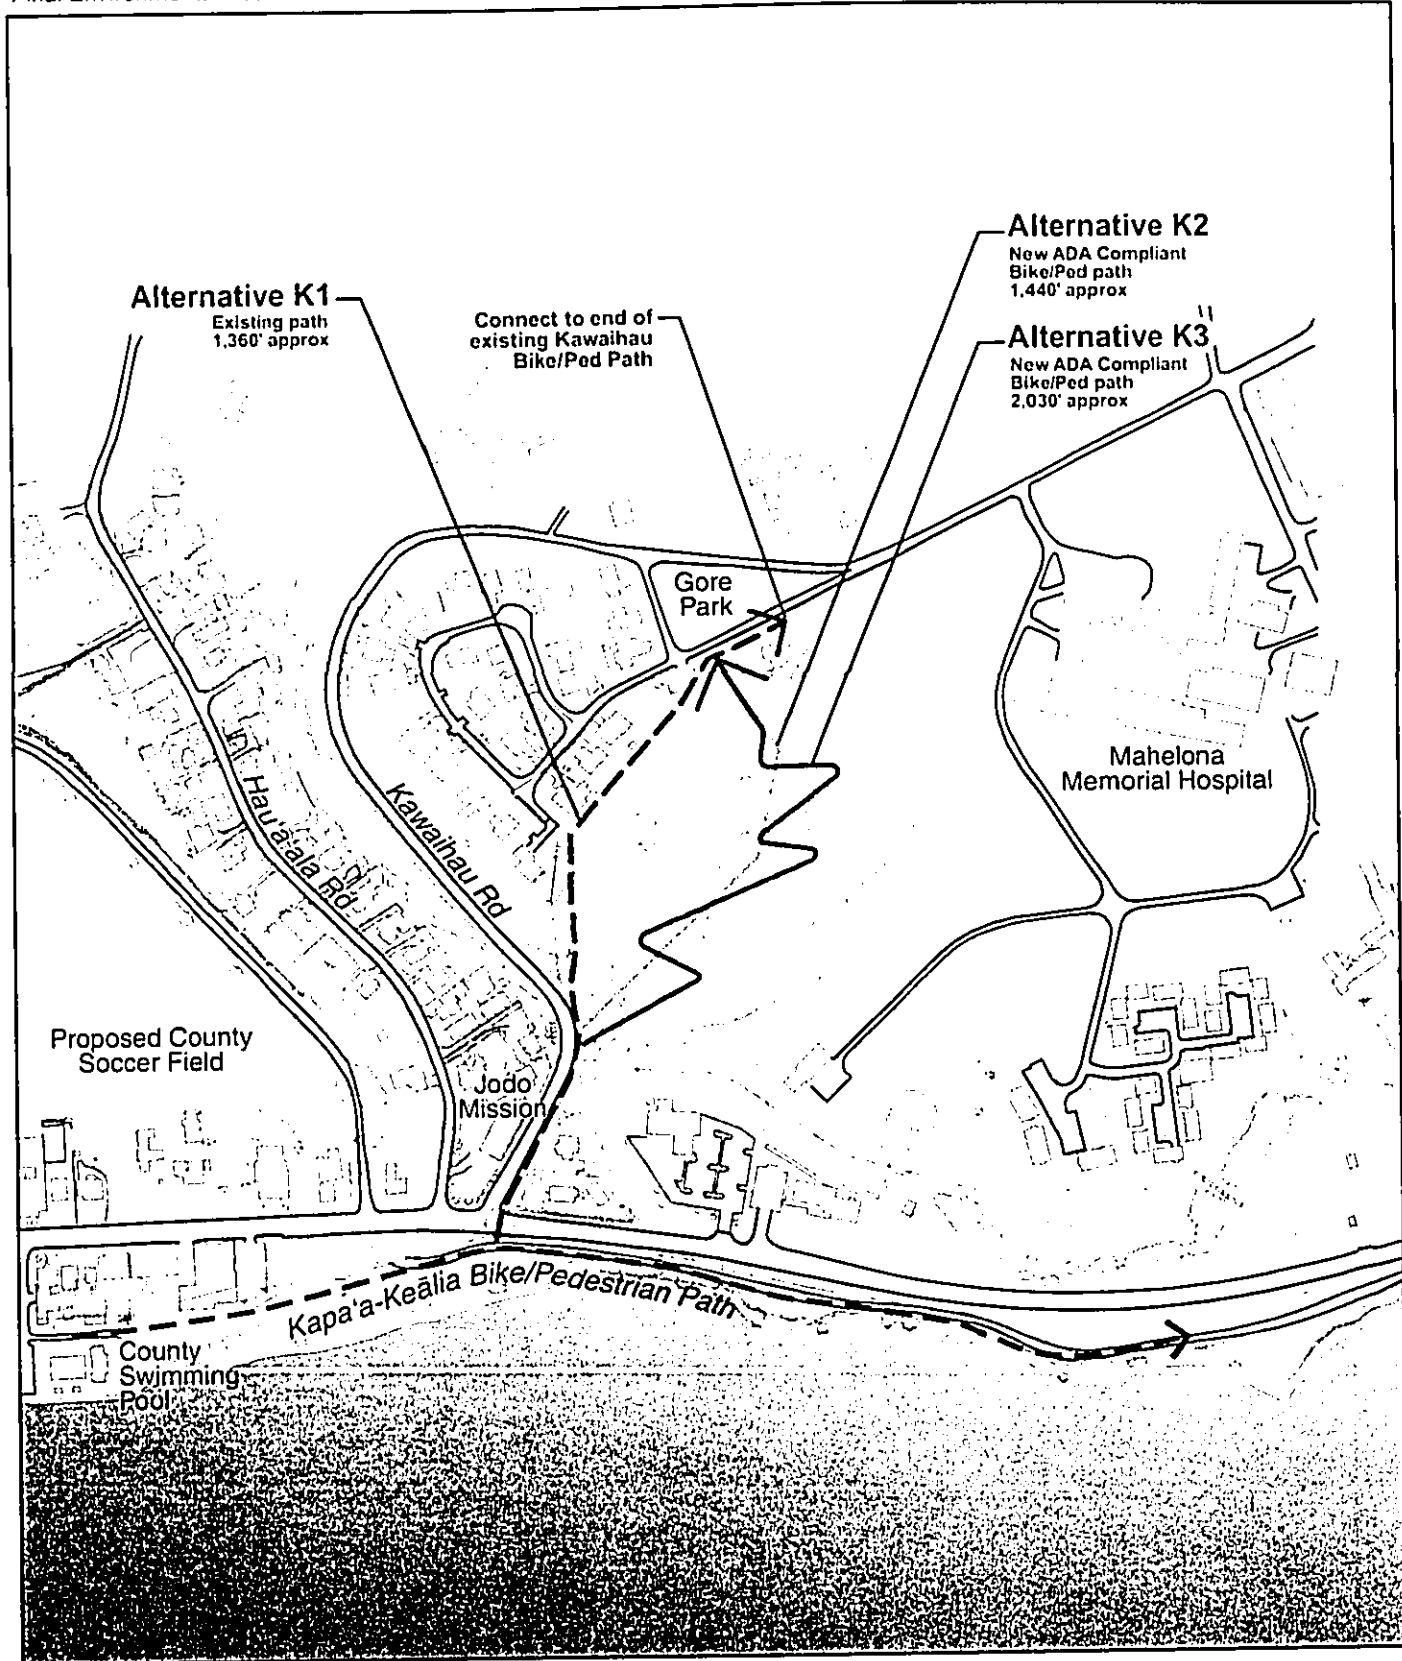 Alternative K2
New ADA Compliant
Bike/Ped path
1,440' approx
Alternative K1
Existing path
1,360' approx
Connect to end of
existing Kawaihau
Bike/Ped Path
Alternative K3
New ADA Compliant
Bike/Ped path
2,030' approx
Gore
Park
Mahelona
Memorial Hospital
Hau'a'ala Rd
Kawaihau Rd
Proposed County
Soccer Field
Jodo
Mission
Kapa'a-Keālia Bike/Pedestrian Path
County
Swimming
Pool